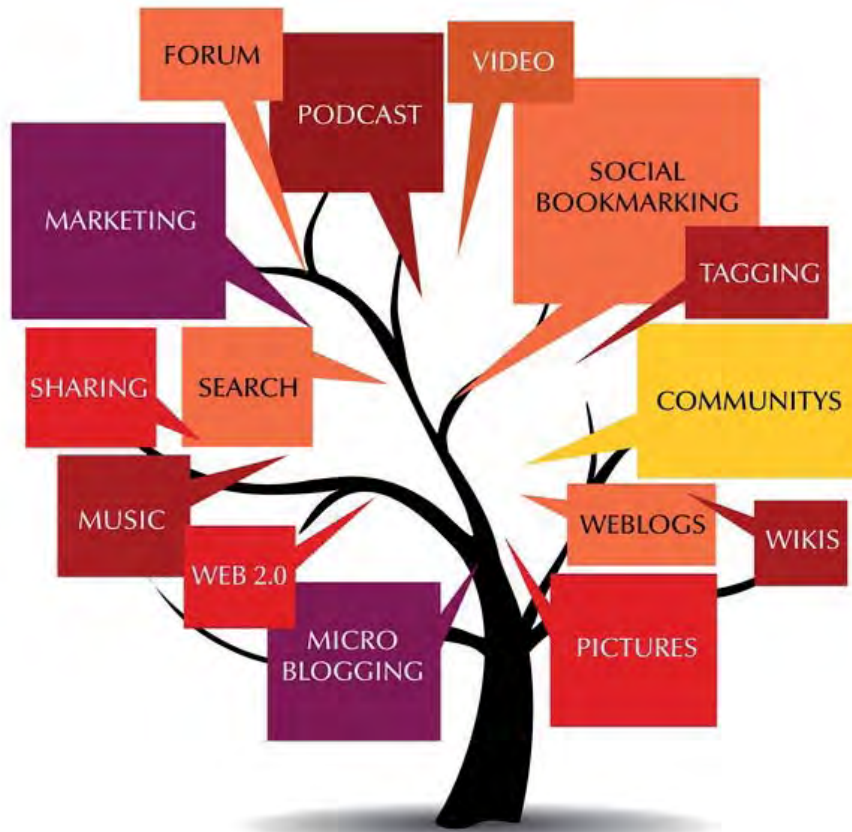 FORUM
VIDEO
PODCAST
SOCIAL
BOOKMARKING
MARKETING
TAGGING
SHARING
SEARCH
COMMUNITYS
MUSIC
WEBLOGS
WIKIS
WEB 2.0
MICRO
BLOGGING
PICTURES